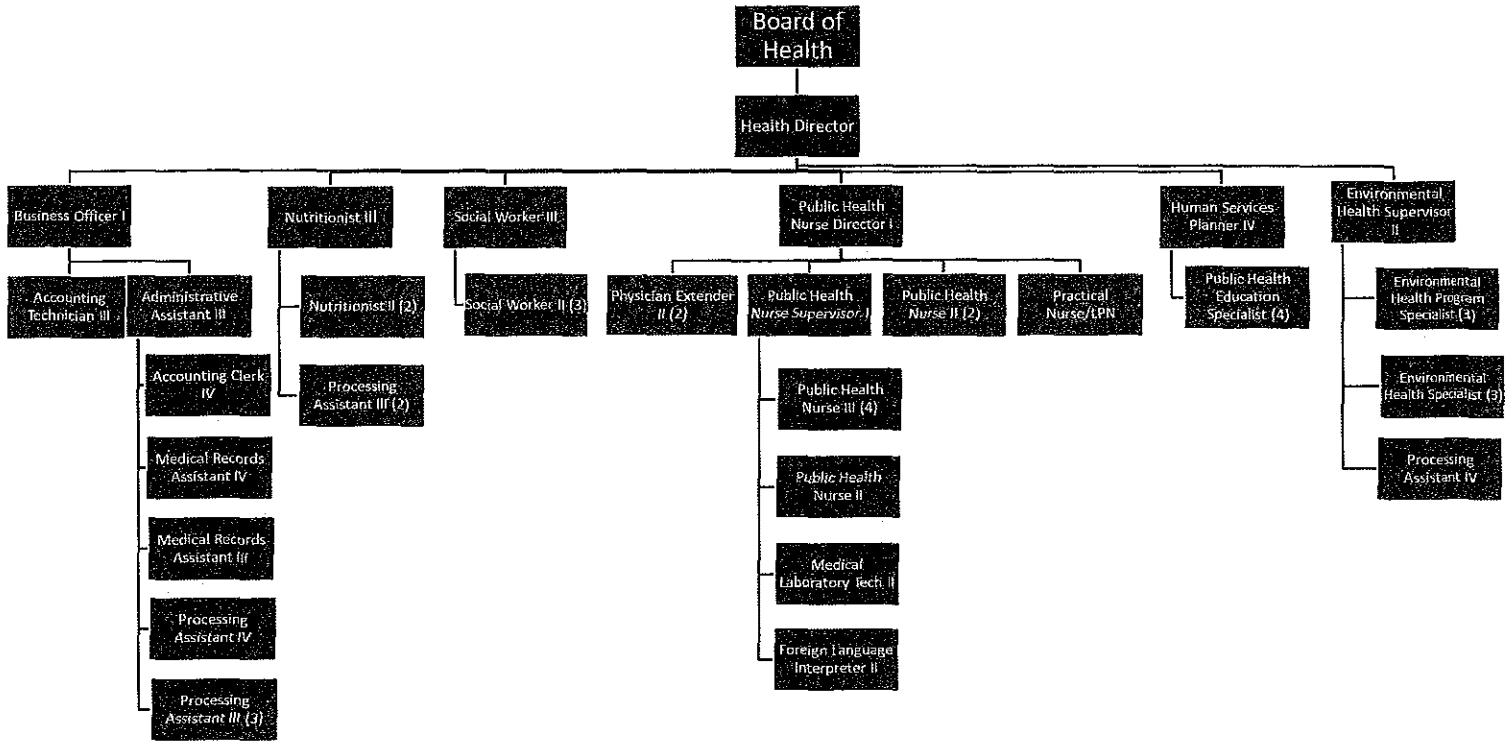 Board of
Health
Health Director
Business Officer I
Nutritionist III
Social Worker III
Public Health
Nurse Director I
Human Services
Planner IV
Environmental
Health Supervisor
II
Accounting
Technician III
Administrative
Assistant III
Nutritionist II (2)
Social Worker II (3)
Physician Extender
II (2)
Public Health
Nurse Supervisor I
Public Health
Nurse II (2)
Practical
Nurse/LPN
Public Health
Education
Specialist (4)
Environmental
Health Program
Specialist (3)
Accounting Clerk
IV
Processing
Assistant III (2)
Public Health
Nurse III (4)
Environmental
Health Specialist (3)
Medical Records
Assistant IV
Public Health
Nurse II
Processing
Assistant IV
Medical Records
Assistant III
Medical
Laboratory Tech II
Processing
Assistant IV
Foreign Language
Interpreter II
Processing
Assistant III (3)